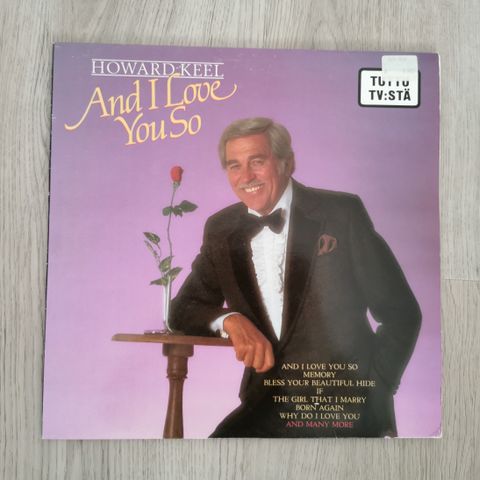 HOWARD KEEL
And I Love
You So
TUTTU
TV:STÄ
AND I LOVE YOU SO
MEMORY
BLESS YOUR BEAUTIFUL HIDE
IF
THE GIRL THAT I MARRY
BORN AGAIN
WHY DO I LOVE YOU
AND MANY MORE